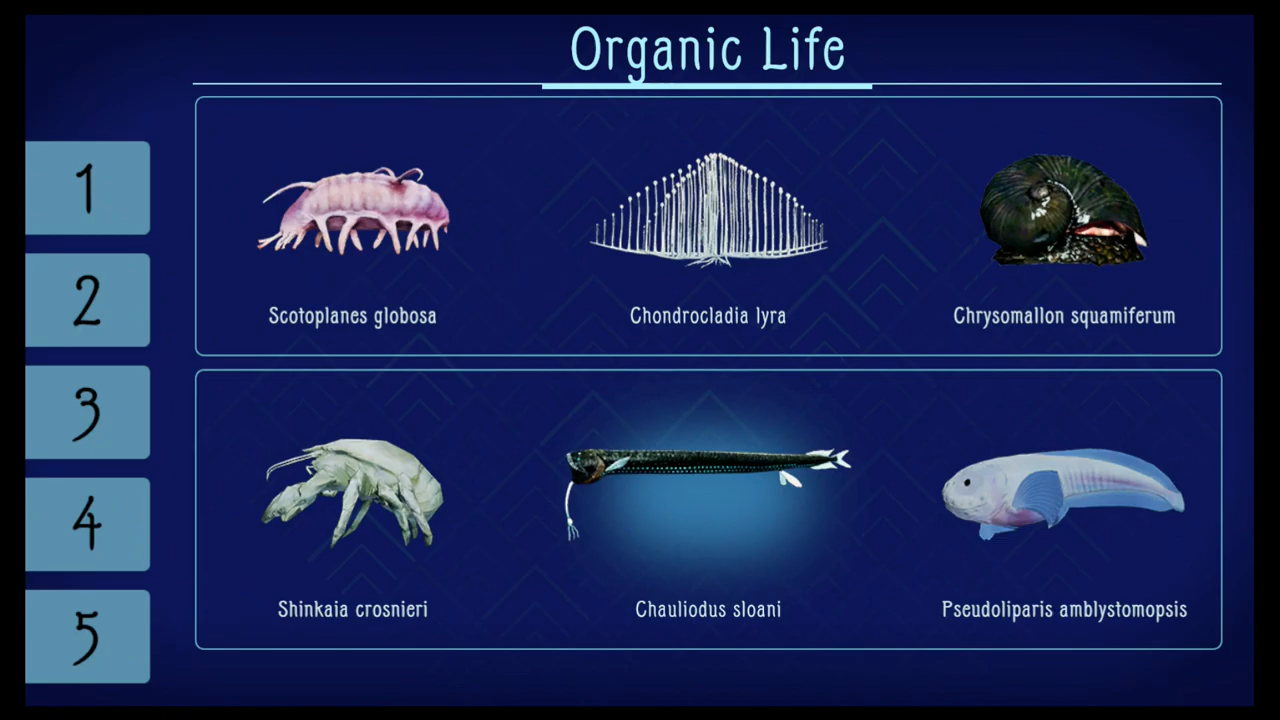 Organic Life
1
2
3
4
5
Scotoplanes globosa
Chondrocladia lyra
Chrysomallon squamiferum
Shinkaia crosnieri
Chauliodus sloani
Pseudoliparis amblystomopsis